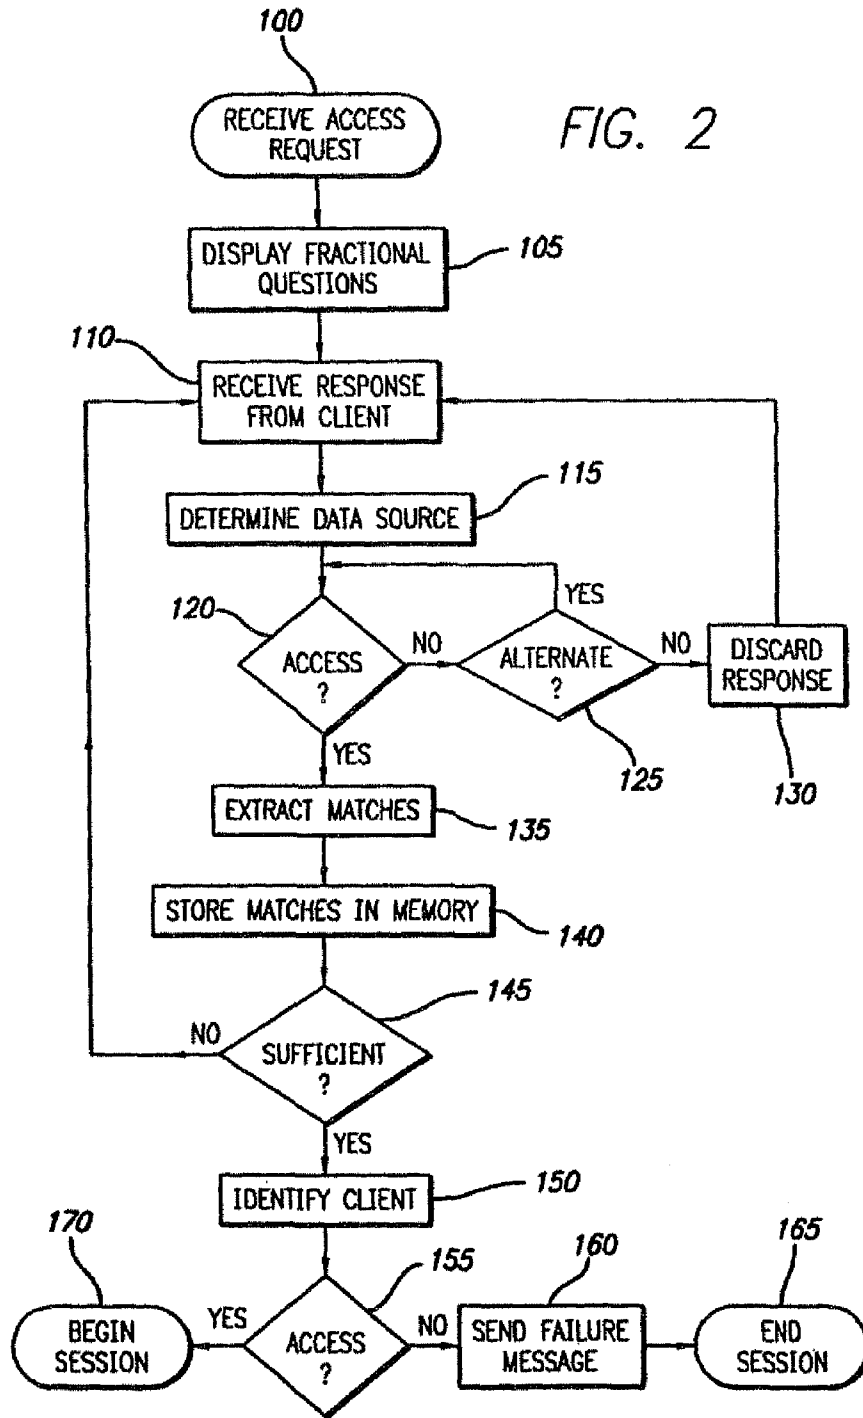 100
RECEIVE ACCESS
REQUEST
FIG. 2
DISPLAY FRACTIONAL
QUESTIONS
105
110
RECEIVE RESPONSE
FROM CLIENT
115
DETERMINE DATA SOURCE
YES
120
ACCESS
?
NO
ALTERNATE
?
NO
DISCARD
RESPONSE
YES
125
130
EXTRACT MATCHES
135
STORE MATCHES IN MEMORY
140
145
NO
SUFFICIENT
?
YES
IDENTIFY CLIENT
150
170
155
160
165
BEGIN
SESSION
YES
ACCESS
?
NO
SEND FAILURE
MESSAGE
END
SESSION